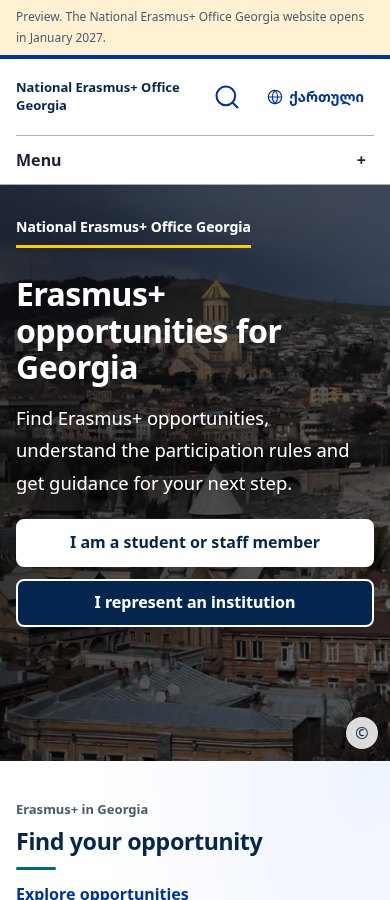 Preview. The National Erasmus+ Office Georgia website opens
in January 2027.
National Erasmus+ Office
Georgia
ქართული
Menu
+
National Erasmus+ Office Georgia
Erasmus+
opportunities for
Georgia
Find Erasmus+ opportunities,
understand the participation rules and
get guidance for your next step.
I am a student or staff member
I represent an institution
©
Erasmus+ in Georgia
Find your opportunity
Explore opportunities